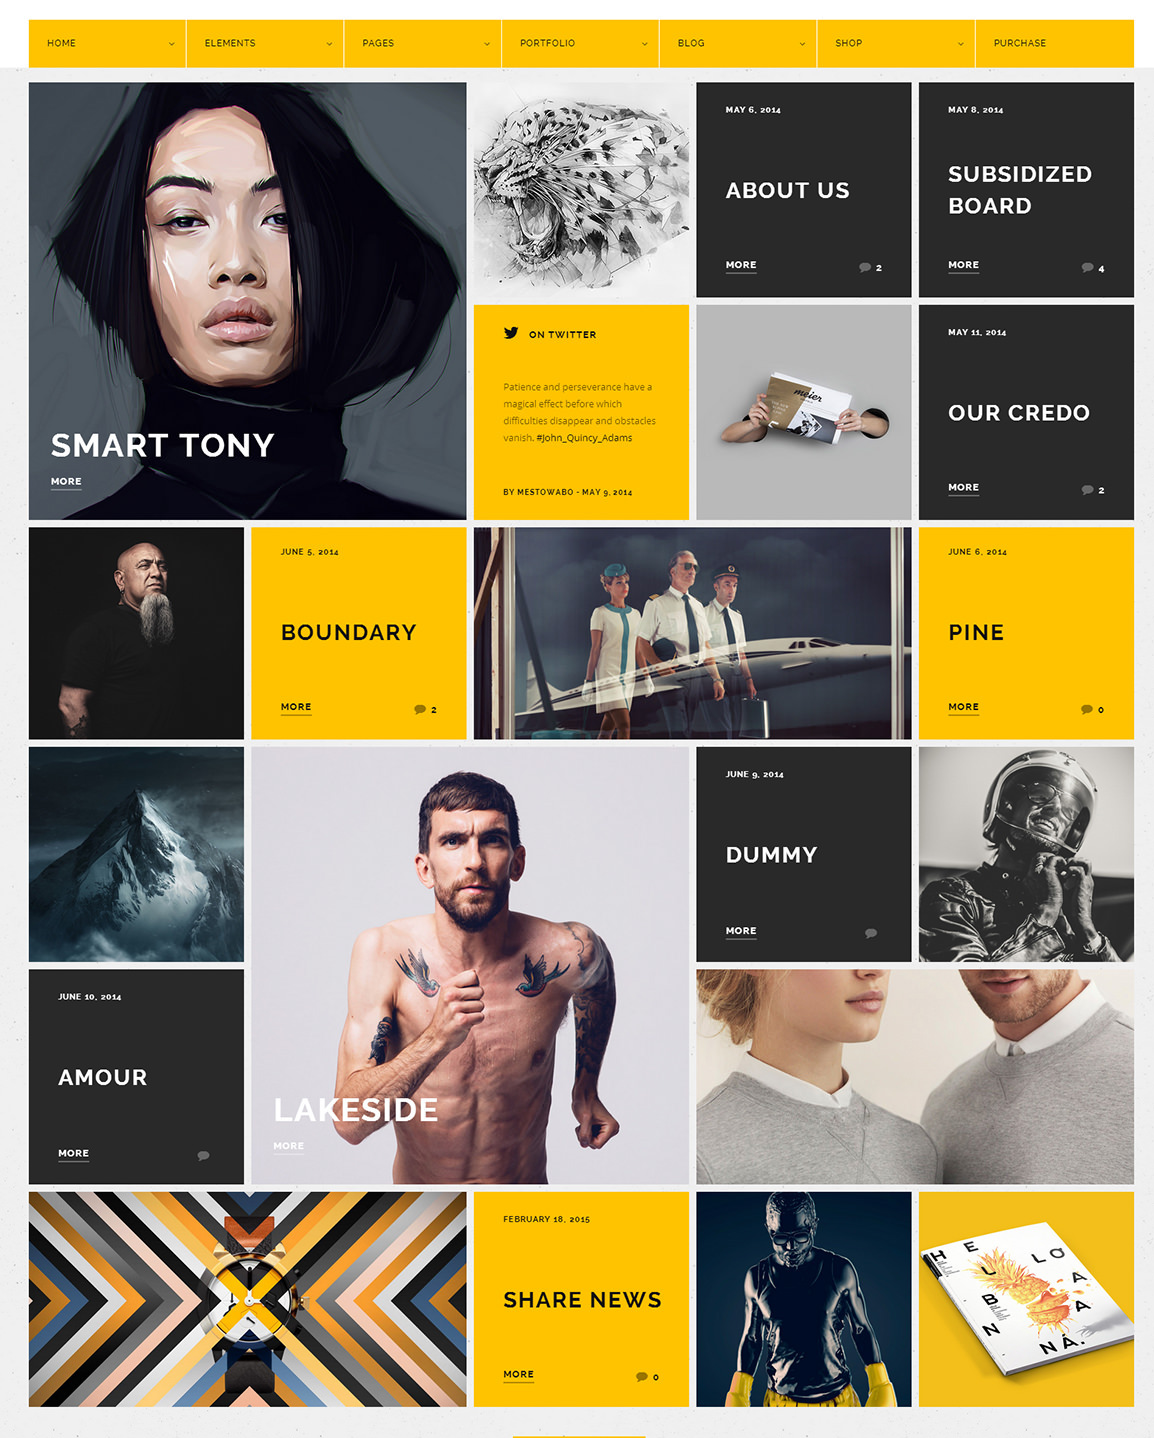 HOME
ELEMENTS
PAGES
PORTFOLIO
BLOG
SHOP
PURCHASE
SMART TONY
MORE
MAY 6, 2014
ABOUT US
MORE
2
MAY 8, 2014
SUBSIDIZED
BOARD
MORE
4
ON TWITTER
Patience and perseverance have a
magical effect before which
difficulties disappear and obstacles
vanish. #John_Quincy_Adams
BY MESTOWABO - MAY 9, 2014
meier
MAY 11, 2014
OUR CREDO
MORE
2
JUNE 5, 2014
BOUNDARY
MORE
2
JUNE 6, 2014
PINE
MORE
0
LAKESIDE
MORE
JUNE 9, 2014
DUMMY
MORE
JUNE 10, 2014
AMOUR
MORE
FEBRUARY 18, 2015
SHARE NEWS
MORE
0
HELLO
BANANÁ.